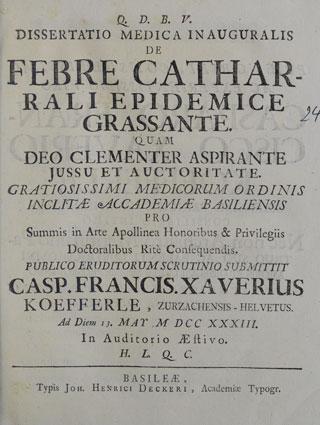 Q. D. B. V.
DISSERTATIO MEDICA INAUGURALIS
DE
FEBRE CATHAR-
RALI EPIDEMICE
GRASSANTE.
24
QUAM
DEO CLEMENTER ASPIRANTE
JUSSU ET AUCTORITATE.
GRATIOSISSIMI MEDICORUM ORDINIS
INCLITÆ ACCADEMIÆ BASILIENSIS
PRO
Summis in Arte Apollinea Honoribus & Privilegiis
Doctoralibus Ritè Consequendis.
PUBLICO ERUDITORUM SCRUTINIO SUBMITTIT
CASP. FRANCIS. XAVERIUS
KOEFFERLE, ZURZACHENSIS-HELVETUS.
Ad Diem 13. MAY M DCC XXXIII.
In Auditorio Æstivo.
H. L. Q. C.
BASILEÆ,
Typis JOH. HENRICI DECKERI, Academiæ Typogr.